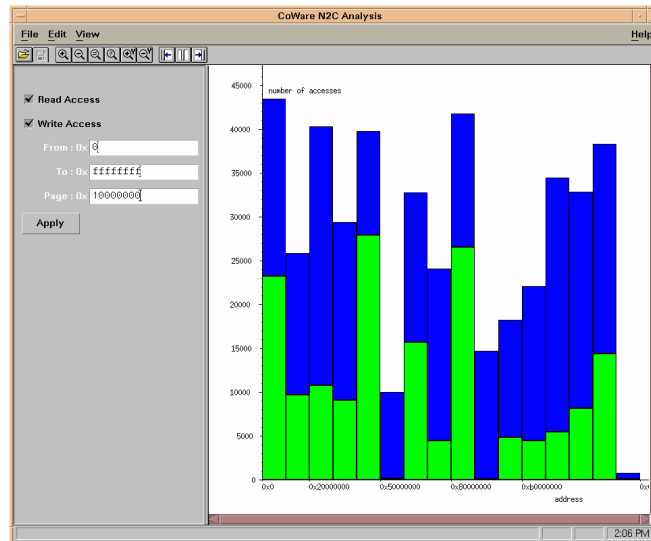 CoWare N2C Analysis
File Edit View Help
Read Access
Write Access
From : 0x 0
To : 0x ffffffff
Page : 0x 10000000
Apply
number of accesses
45000
40000
35000
30000
25000
20000
15000
10000
5000
0
0x0 0x20000000 0x50000000 0x80000000 0xb0000000
address
2:06 PM